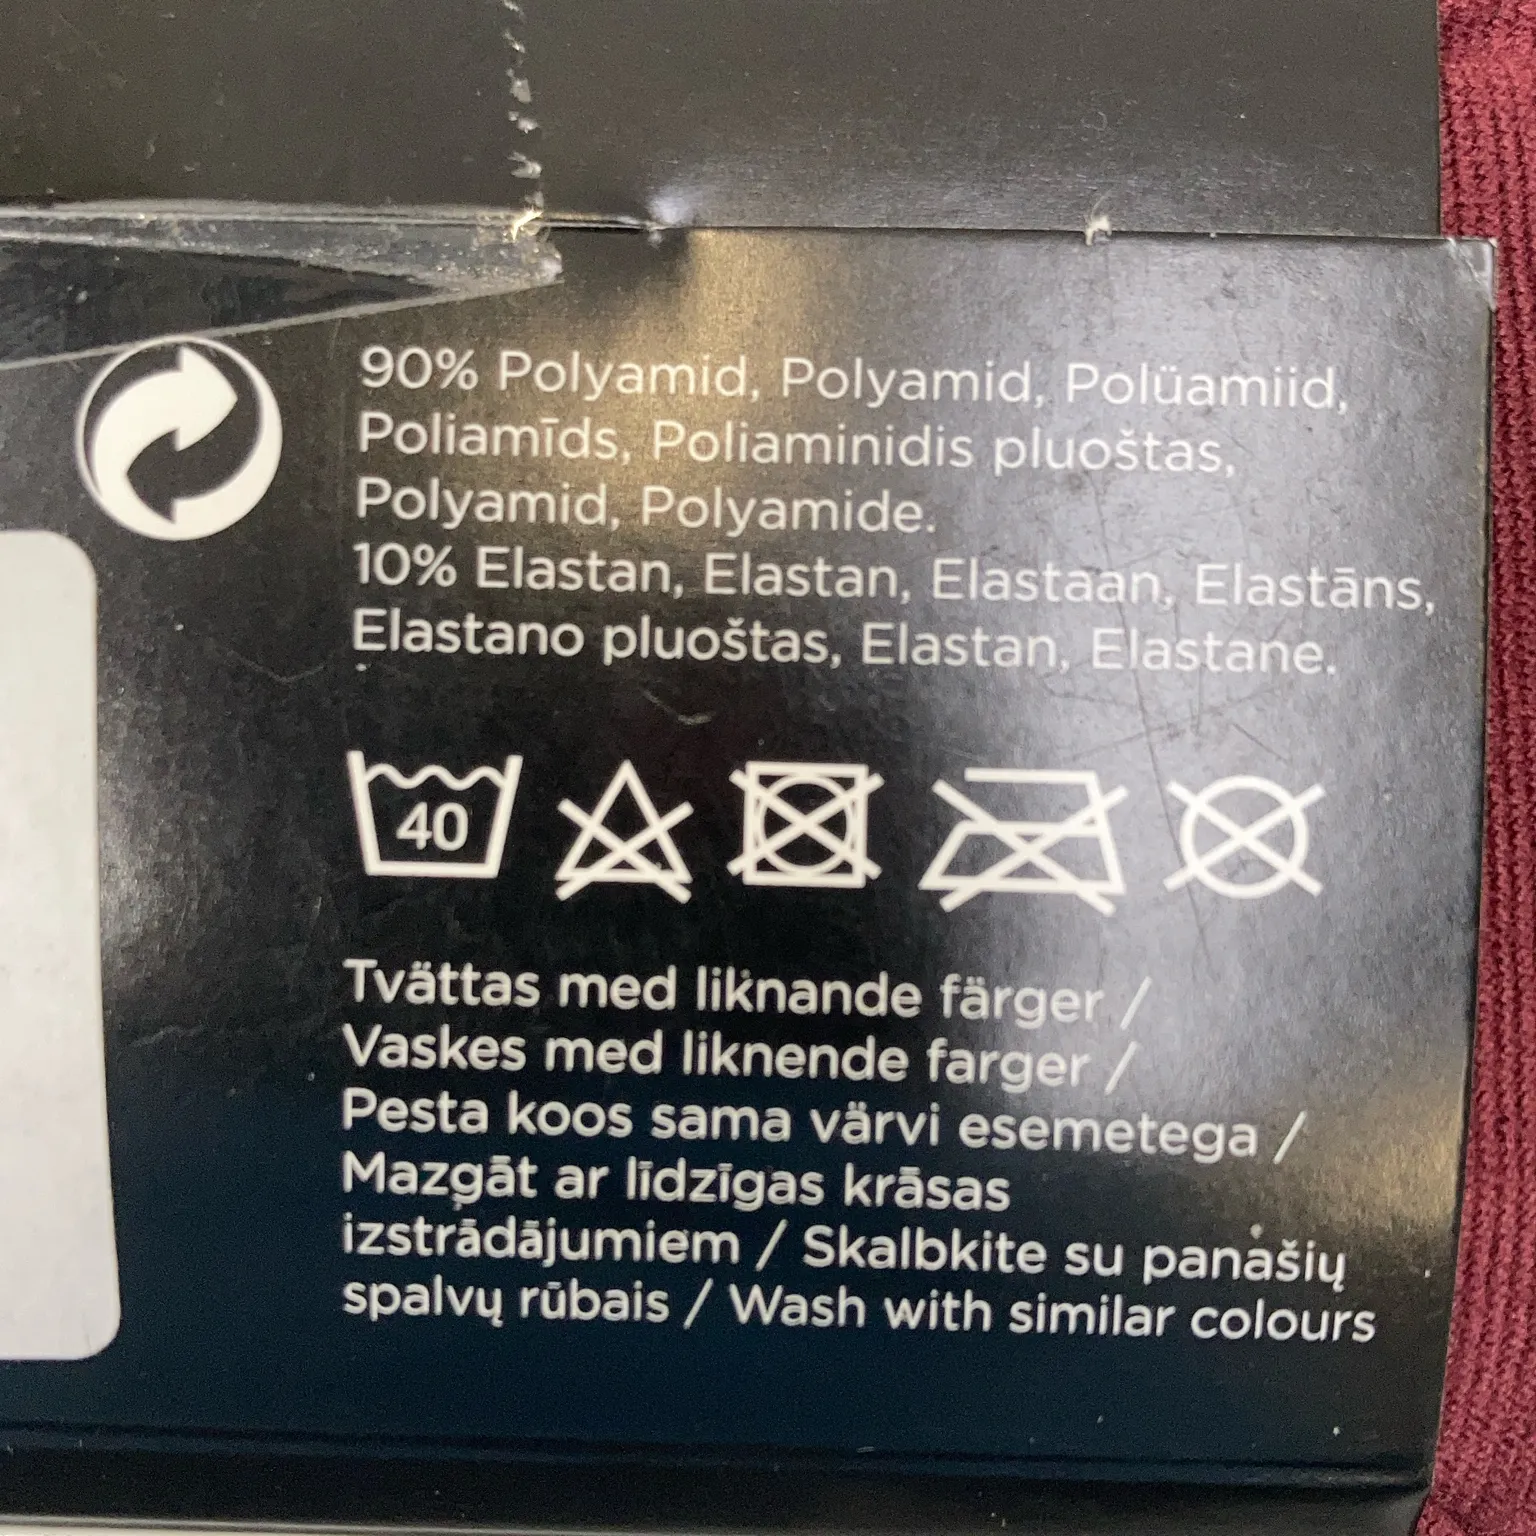 90% Polyamid, Polyamid, Polüamiid,
Poliamīds, Poliaminidis pluoštas,
Polyamid, Polyamide.
10% Elastan, Elastan, Elastaan, Elastāns,
Elastano pluoštas, Elastan, Elastane.
40
Tvättas med liknande färger /
Vaskes med liknende farger /
Pesta koos sama värvi esemetega /
Mazgāt ar līdzīgas krāsas
izstrādājumiem / Skalbkite su panašių
spalvų rūbais / Wash with similar colours